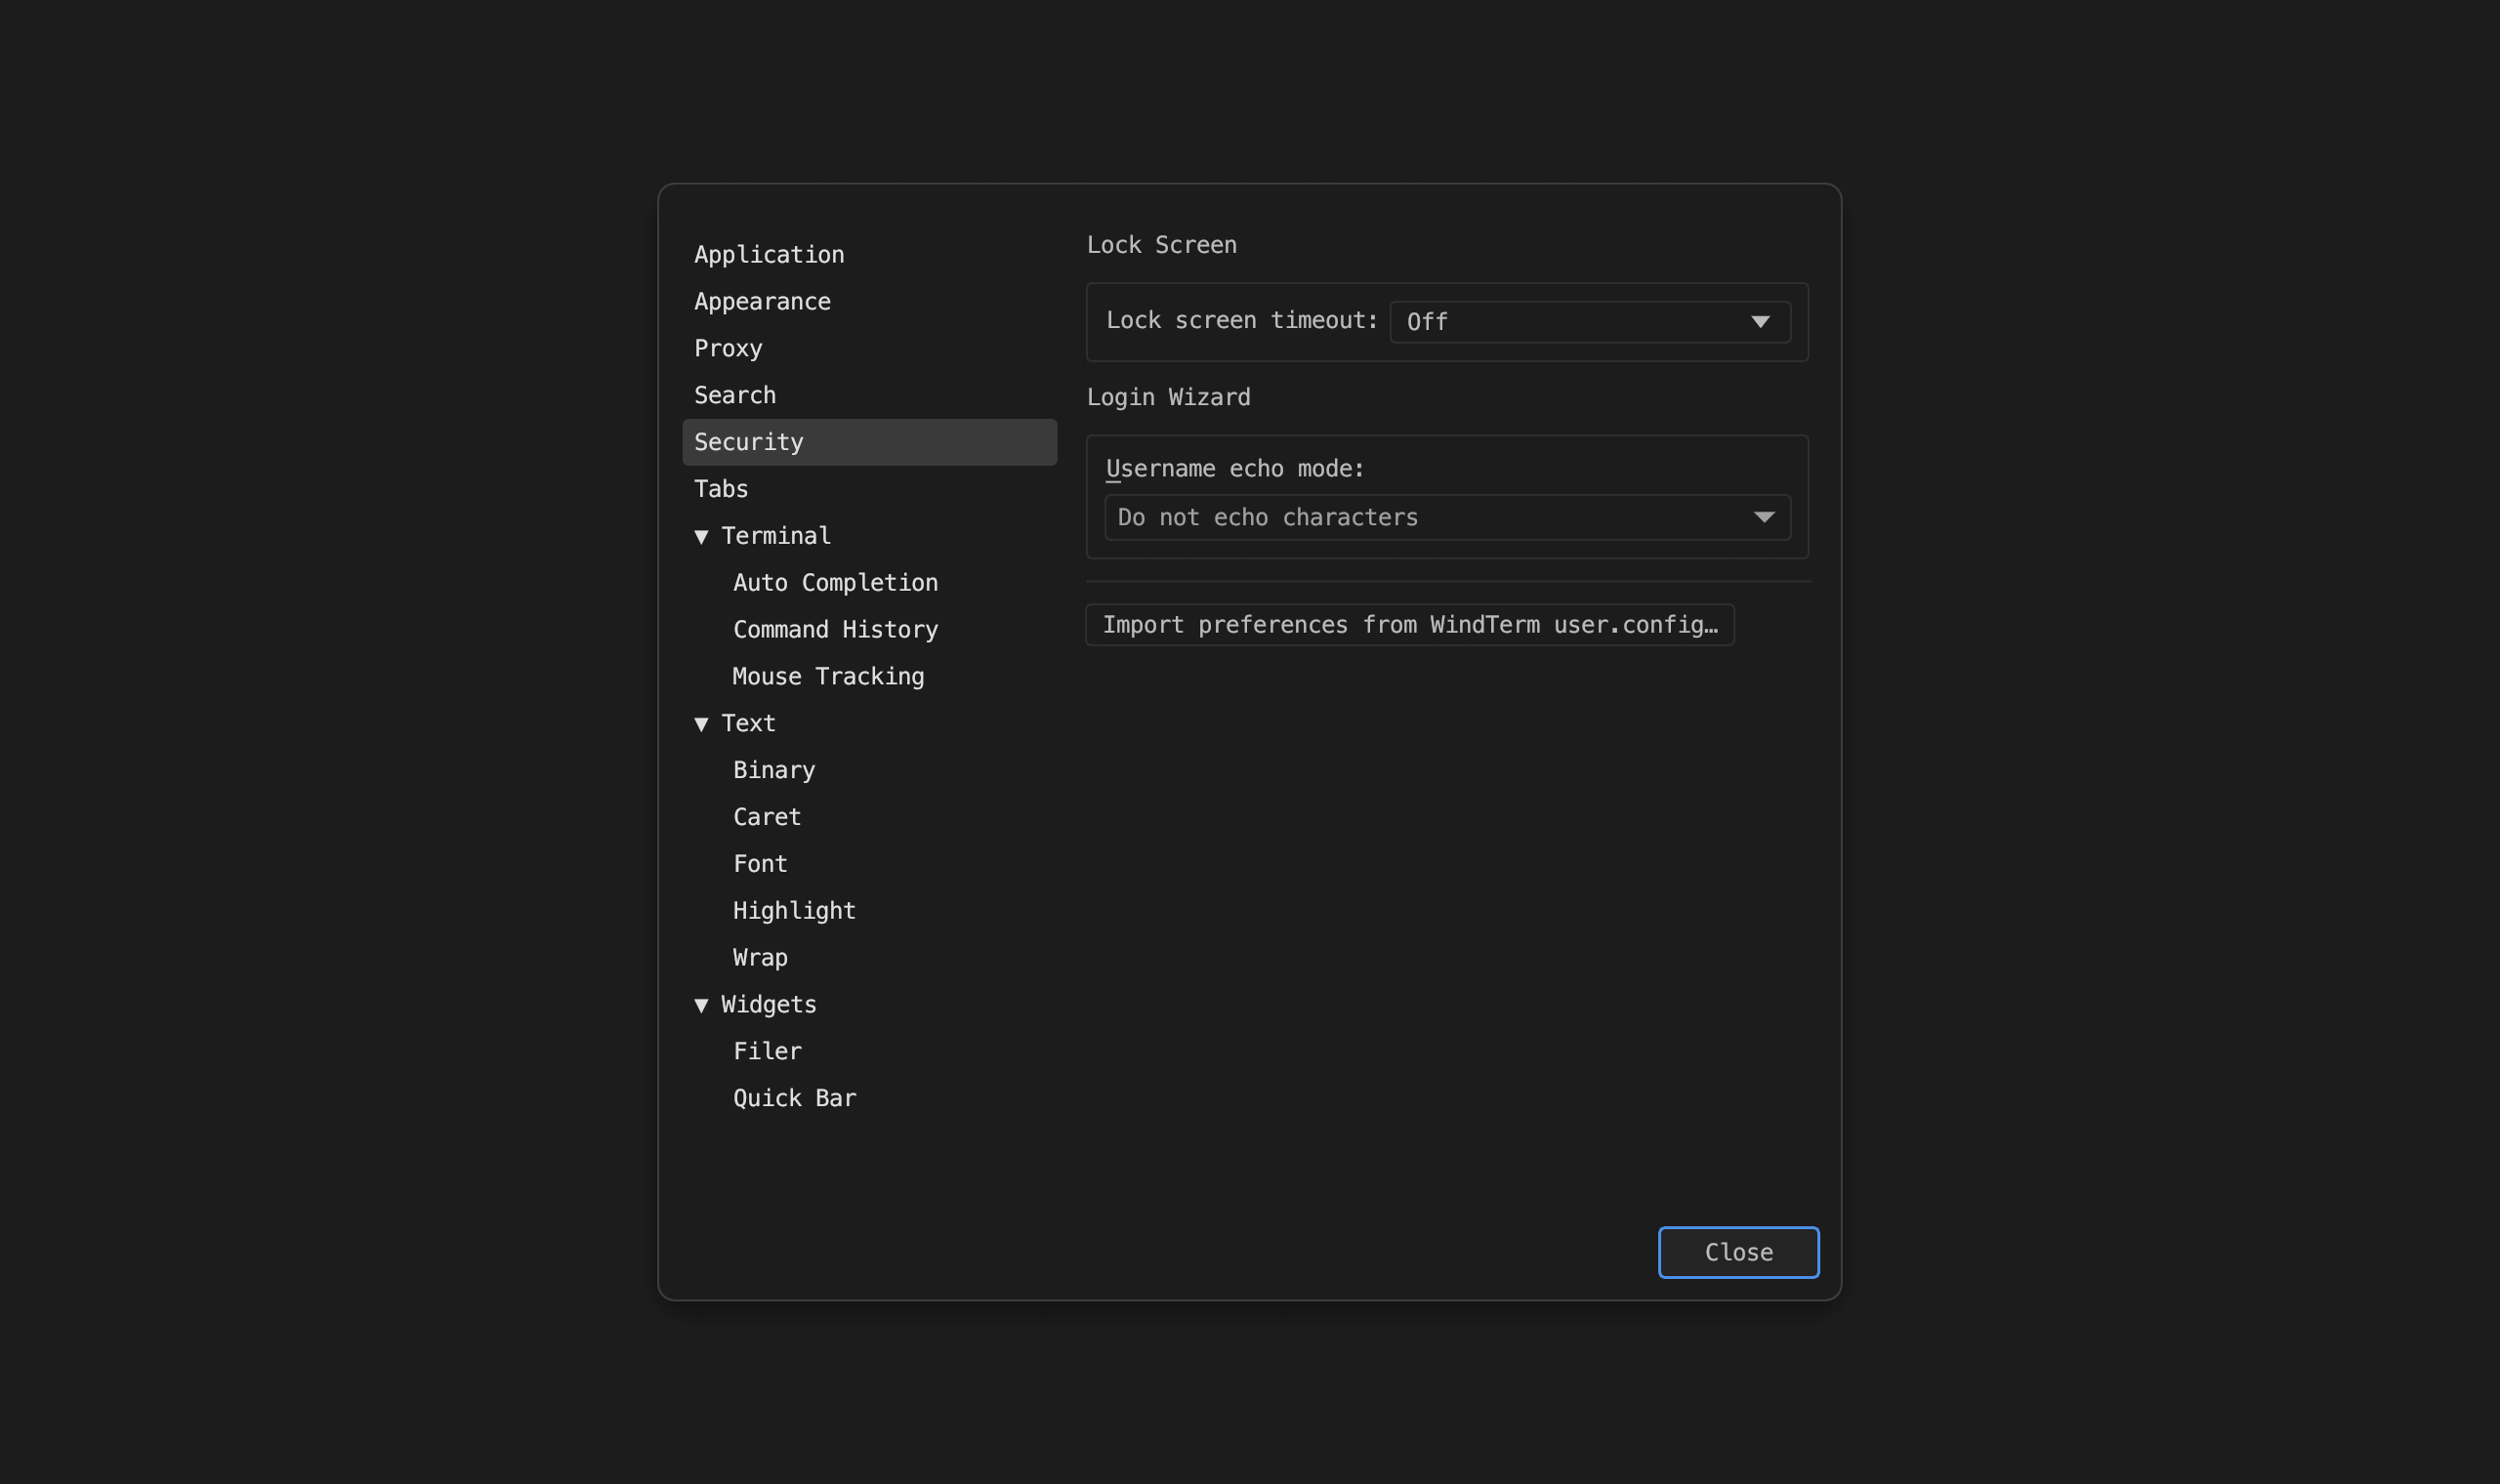 Application
Appearance
Proxy
Search
Security
Tabs
▼ Terminal
Auto Completion
Command History
Mouse Tracking
▼ Text
Binary
Caret
Font
Highlight
Wrap
▼ Widgets
Filer
Quick Bar
Lock Screen
Lock screen timeout: Off
Login Wizard
Username echo mode:
Do not echo characters
Import preferences from WindTerm user.config…
Close